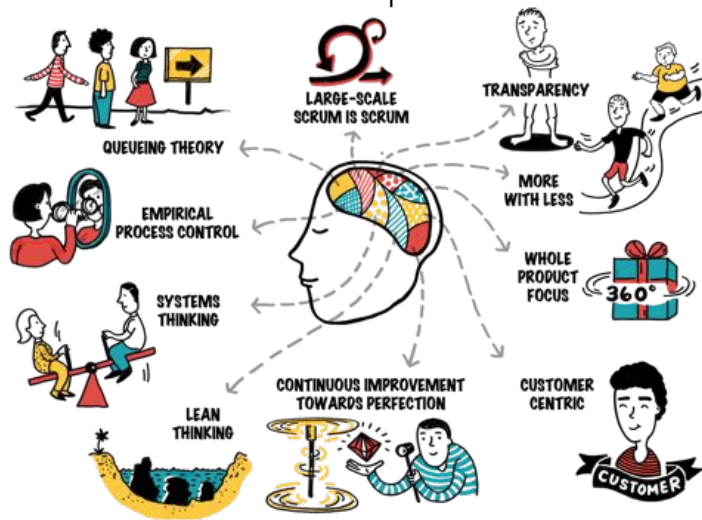 LARGE-SCALE
SCRUM IS SCRUM
TRANSPARENCY
QUEUEING THEORY
MORE
WITH LESS
EMPIRICAL
PROCESS CONTROL
WHOLE
PRODUCT
FOCUS
360°
SYSTEMS
THINKING
CONTINUOUS IMPROVEMENT
TOWARDS PERFECTION
CUSTOMER
CENTRIC
LEAN
THINKING
CUSTOMER